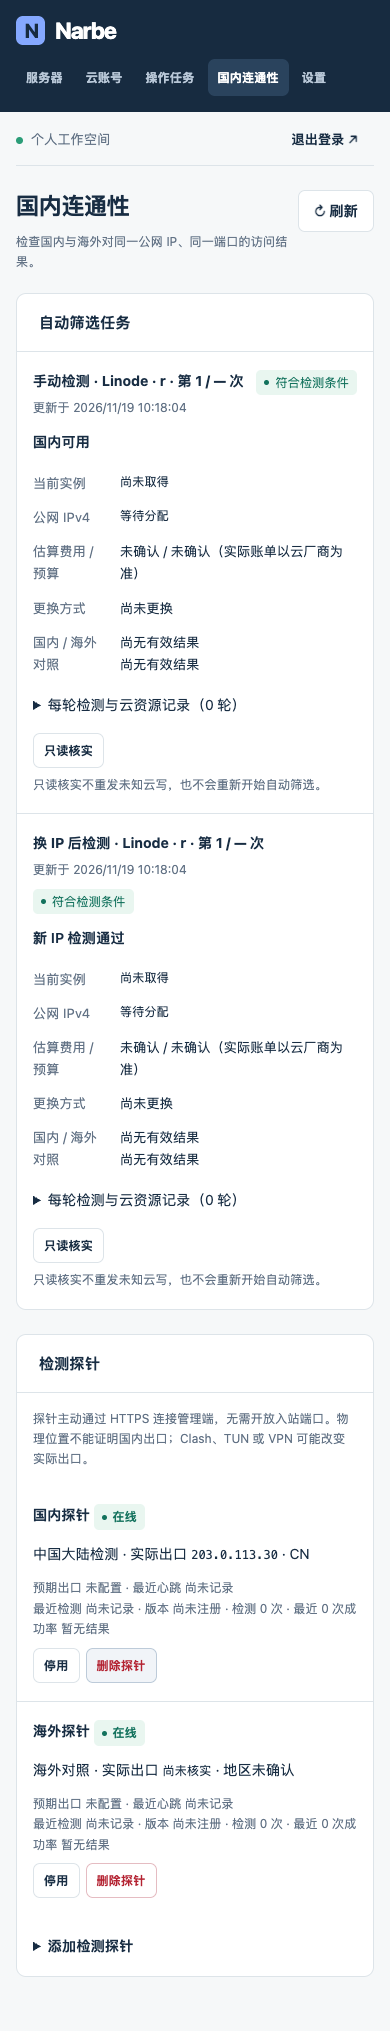 N Narbe
服务器 云账号 操作任务 国内连通性 设置
个人工作空间 退出登录 ↗
国内连通性
↻ 刷新
检查国内与海外对同一公网 IP、同一端口的访问结
果。
自动筛选任务
手动检测 · Linode · r · 第 1 / — 次 符合检测条件
更新于 2026/11/19 10:18:04
国内可用
当前实例 尚未取得
公网 IPv4 等待分配
估算费用 / 未确认 / 未确认（实际账单以云厂商为
预算 准）
更换方式 尚未更换
国内 / 海外 尚无有效结果
对照 尚无有效结果
▶ 每轮检测与云资源记录（0 轮）
只读核实
只读核实不重发未知云写，也不会重新开始自动筛选。
换 IP 后检测 · Linode · r · 第 1 / — 次
更新于 2026/11/19 10:18:04
符合检测条件
新 IP 检测通过
当前实例 尚未取得
公网 IPv4 等待分配
估算费用 / 未确认 / 未确认（实际账单以云厂商为
预算 准）
更换方式 尚未更换
国内 / 海外 尚无有效结果
对照 尚无有效结果
▶ 每轮检测与云资源记录（0 轮）
只读核实
只读核实不重发未知云写，也不会重新开始自动筛选。
检测探针
探针主动通过 HTTPS 连接管理端，无需开放入站端口。物
理位置不能证明国内出口；Clash、TUN 或 VPN 可能改变
实际出口。
国内探针 在线
中国大陆检测 · 实际出口 203.0.113.30 · CN
预期出口 未配置 · 最近心跳 尚未记录
最近检测 尚未记录 · 版本 尚未注册 · 检测 0 次 · 最近 0 次成
功率 暂无结果
停用 删除探针
海外探针 在线
海外对照 · 实际出口 尚未核实 · 地区未确认
预期出口 未配置 · 最近心跳 尚未记录
最近检测 尚未记录 · 版本 尚未注册 · 检测 0 次 · 最近 0 次成
功率 暂无结果
停用 删除探针
▶ 添加检测探针